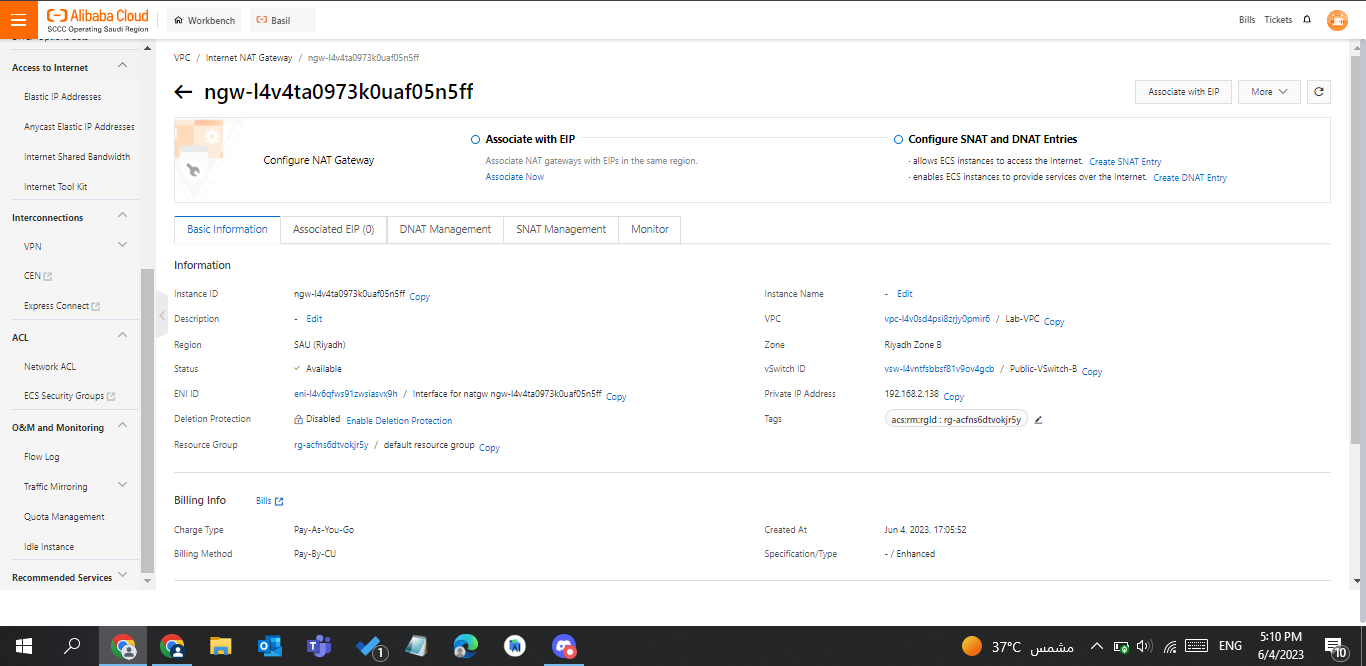 Alibaba Cloud
SCCC Operating Saudi Region
Workbench
Basil
Bills
Tickets
Access to Internet
Elastic IP Addresses
Anycast Elastic IP Addresses
Internet Shared Bandwidth
Internet Tool Kit
Interconnections
VPN
CEN
Express Connect
ACL
Network ACL
ECS Security Groups
O&M and Monitoring
Flow Log
Traffic Mirroring
Quota Management
Idle Instance
Recommended Services
VPC / Internet NAT Gateway / ngw-l4v4ta0973k0uaf05n5ff
ngw-l4v4ta0973k0uaf05n5ff
Associate with EIP
More
Configure NAT Gateway
Associate with EIP
Associate NAT gateways with EIPs in the same region.
Associate Now
Configure SNAT and DNAT Entries
· allows ECS instances to access the Internet. Create SNAT Entry
· enables ECS instances to provide services over the Internet. Create DNAT Entry
Basic Information
Associated EIP (0)
DNAT Management
SNAT Management
Monitor
Information
Instance ID ngw-l4v4ta0973k0uaf05n5ff Copy
Instance Name - Edit
Description - Edit
VPC vpc-l4v0sd4psi8zrjy0pmir6 / Lab-VPC Copy
Region SAU (Riyadh)
Zone Riyadh Zone B
Status Available
vSwitch ID vsw-l4vntfsbbsf81v9ov4gcb / Public-VSwitch-B Copy
ENI ID eni-l4v6qfws91zwsiasvx9h / Interface for natgw ngw-l4v4ta0973k0uaf05n5ff Copy
Private IP Address 192.168.2.138 Copy
Deletion Protection Disabled Enable Deletion Protection
Tags acs:rm:rgId : rg-acfns6dtvokjr5y
Resource Group rg-acfns6dtvokjr5y / default resource group Copy
Billing Info Bills
Charge Type Pay-As-You-Go
Created At Jun 4, 2023, 17:05:52
Billing Method Pay-By-CU
Specification/Type - / Enhanced
1
37°C مشمس
ENG
5:10 PM
6/4/2023
10